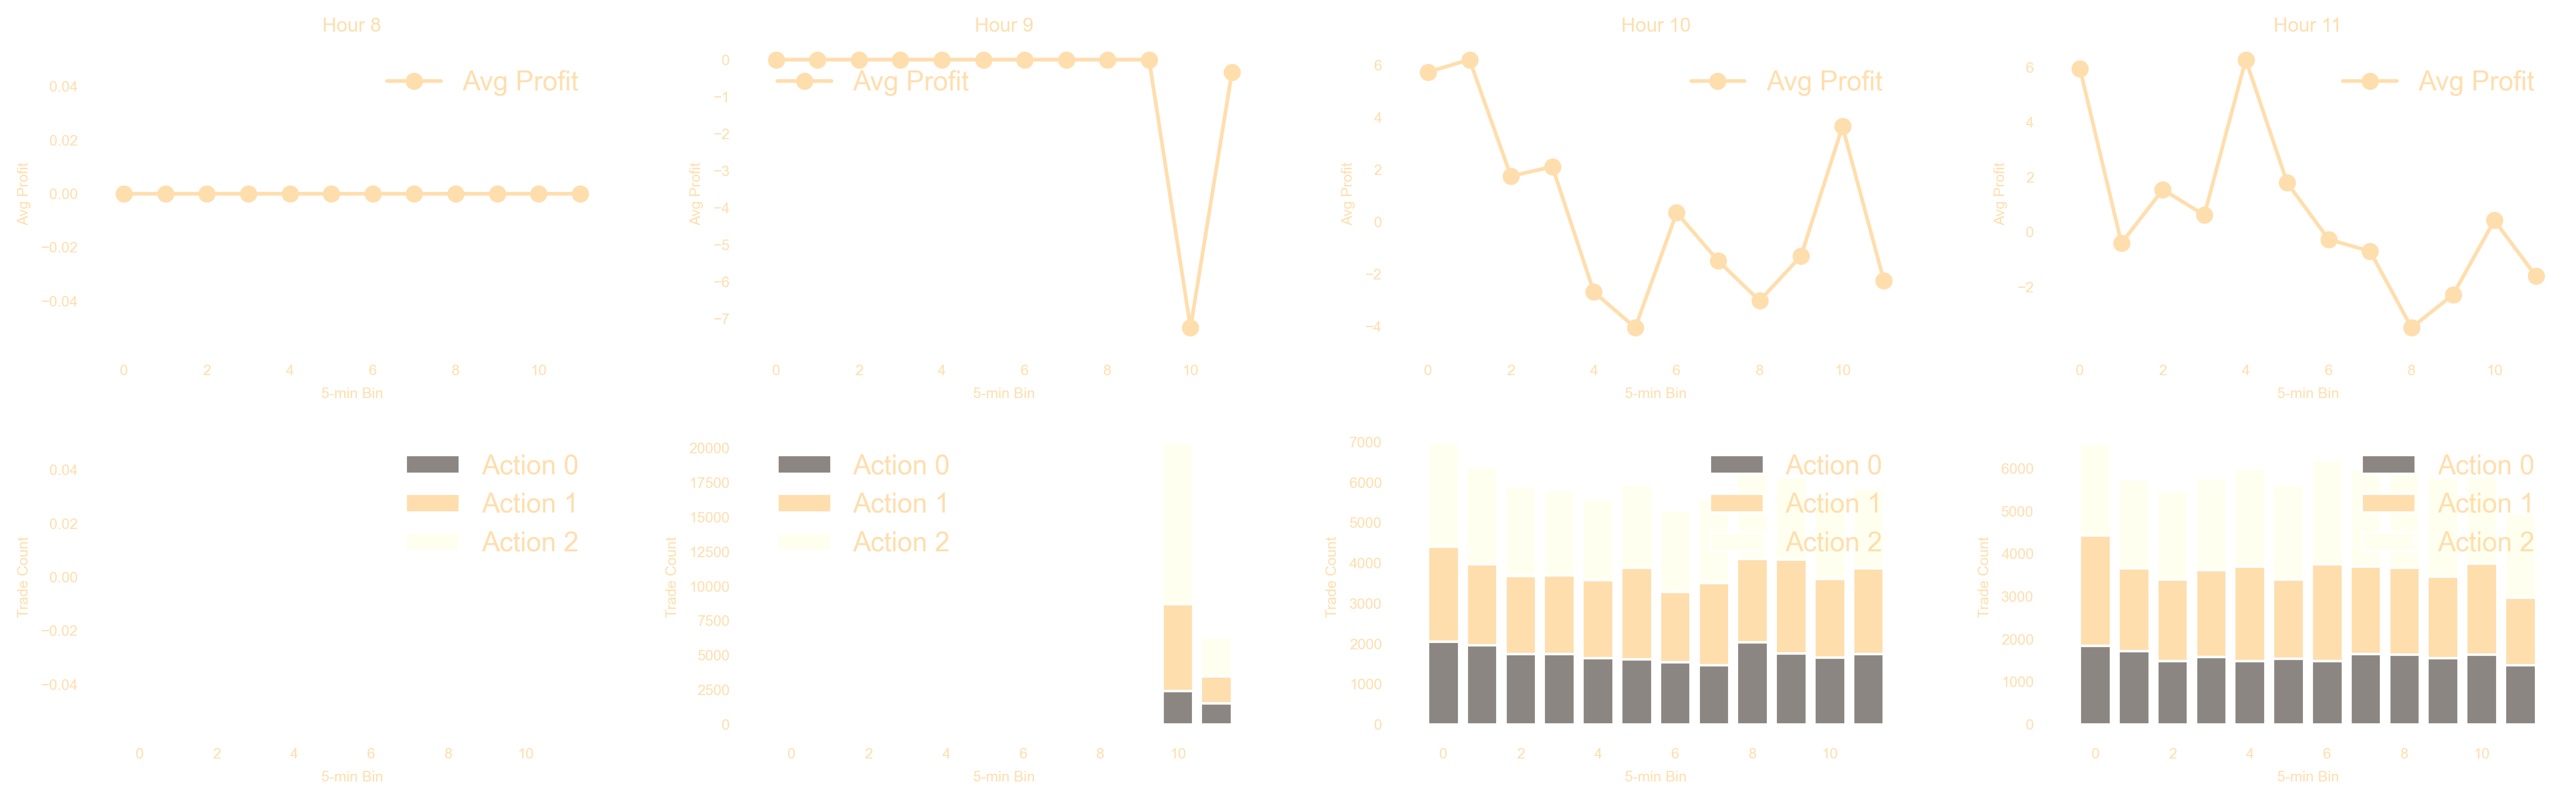 Hour 8
Hour 9
Hour 10
Hour 11
Avg Profit
0.04
0.02
0.00
−0.02
−0.04
Avg Profit
0 2 4 6 8 10
5-min Bin
Avg Profit
0
−1
−2
−3
−4
−5
−6
−7
Avg Profit
0 2 4 6 8 10
5-min Bin
Avg Profit
6
4
2
0
−2
−4
Avg Profit
0 2 4 6 8 10
5-min Bin
Avg Profit
6
4
2
0
−2
Avg Profit
0 2 4 6 8 10
5-min Bin
Trade Count
0.04
0.02
0.00
−0.02
−0.04
Action 0
Action 1
Action 2
0 2 4 6 8 10
5-min Bin
Trade Count
20000
17500
15000
12500
10000
7500
5000
2500
0
Action 0
Action 1
Action 2
0 2 4 6 8 10
5-min Bin
Trade Count
7000
6000
5000
4000
3000
2000
1000
0
Action 0
Action 1
Action 2
0 2 4 6 8 10
5-min Bin
Trade Count
6000
5000
4000
3000
2000
1000
0
Action 0
Action 1
Action 2
0 2 4 6 8 10
5-min Bin